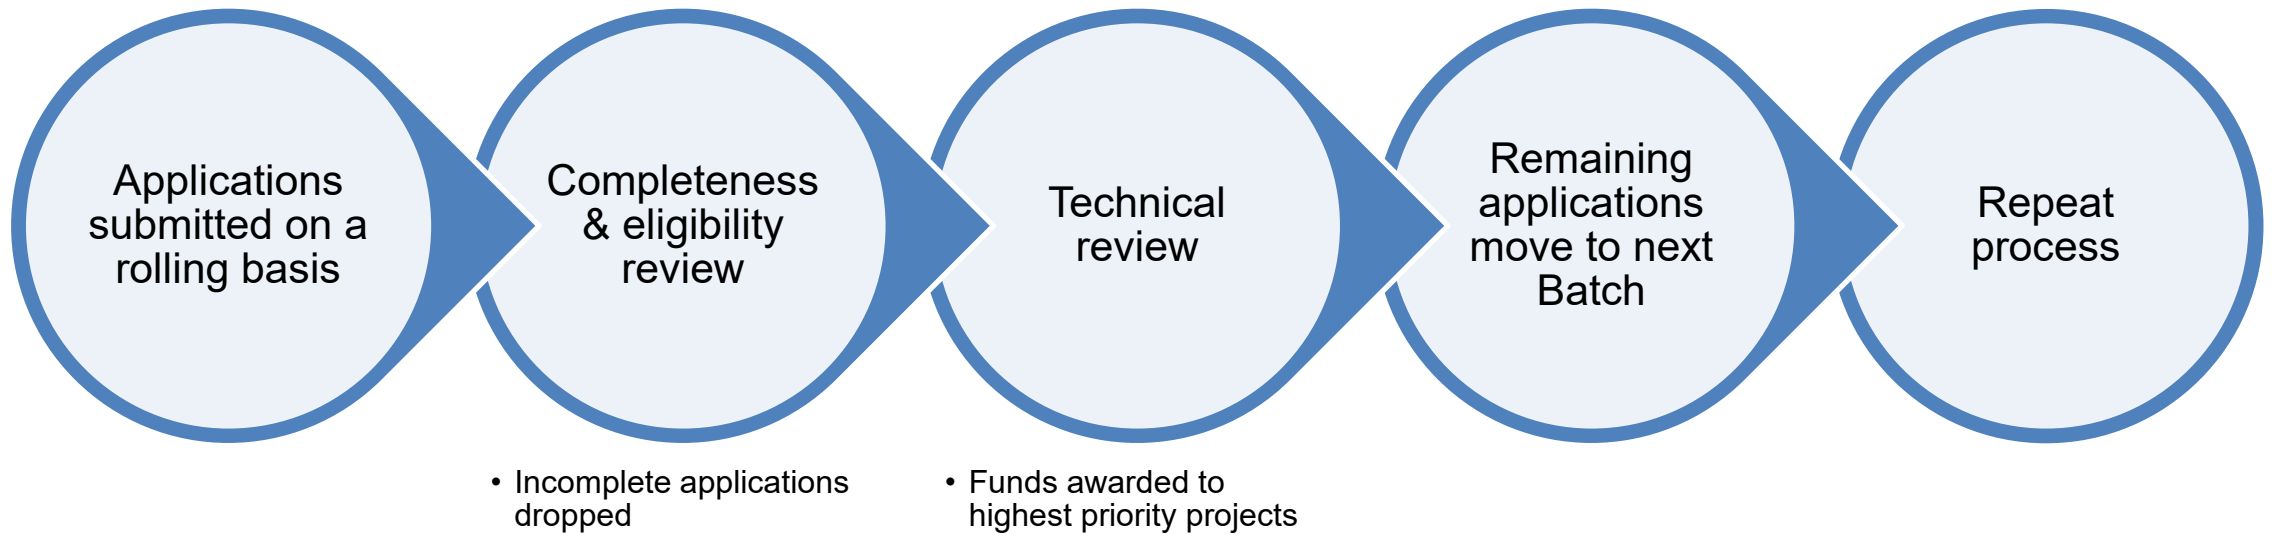 Applications
submitted on a
rolling basis
Completeness
& eligibility
review
• Incomplete applications
dropped
Technical
review
• Funds awarded to
highest priority projects
Remaining
applications
move to next
Batch
Repeat
process